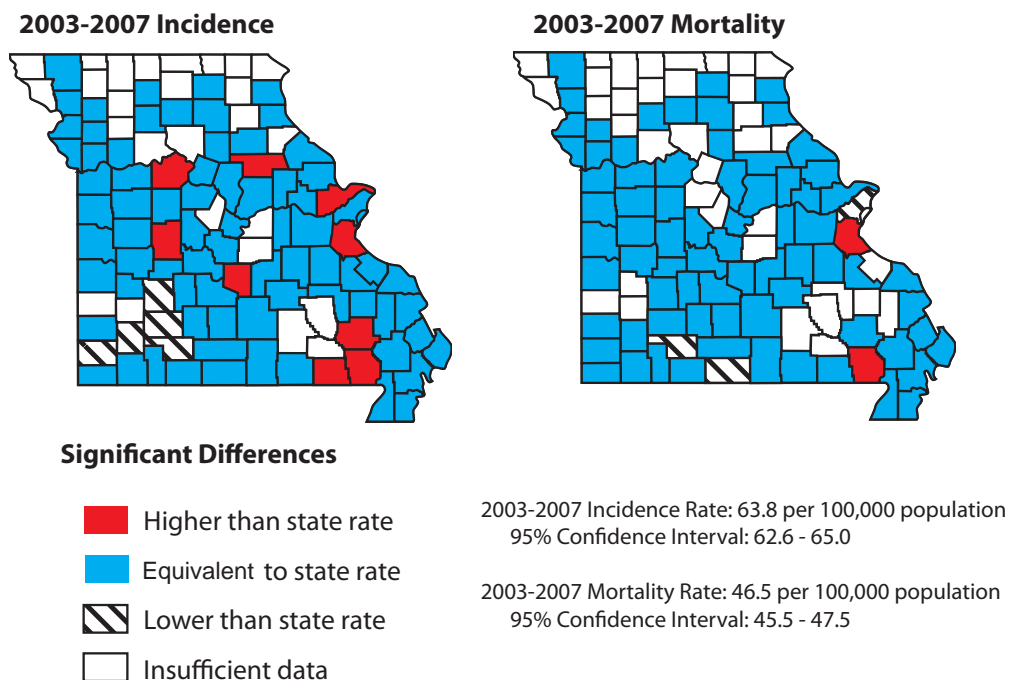 2003-2007 Incidence
2003-2007 Mortality
Significant Differences
Higher than state rate
Equivalent to state rate
Lower than state rate
Insufficient data
2003-2007 Incidence Rate: 63.8 per 100,000 population
95% Confidence Interval: 62.6 - 65.0
2003-2007 Mortality Rate: 46.5 per 100,000 population
95% Confidence Interval: 45.5 - 47.5